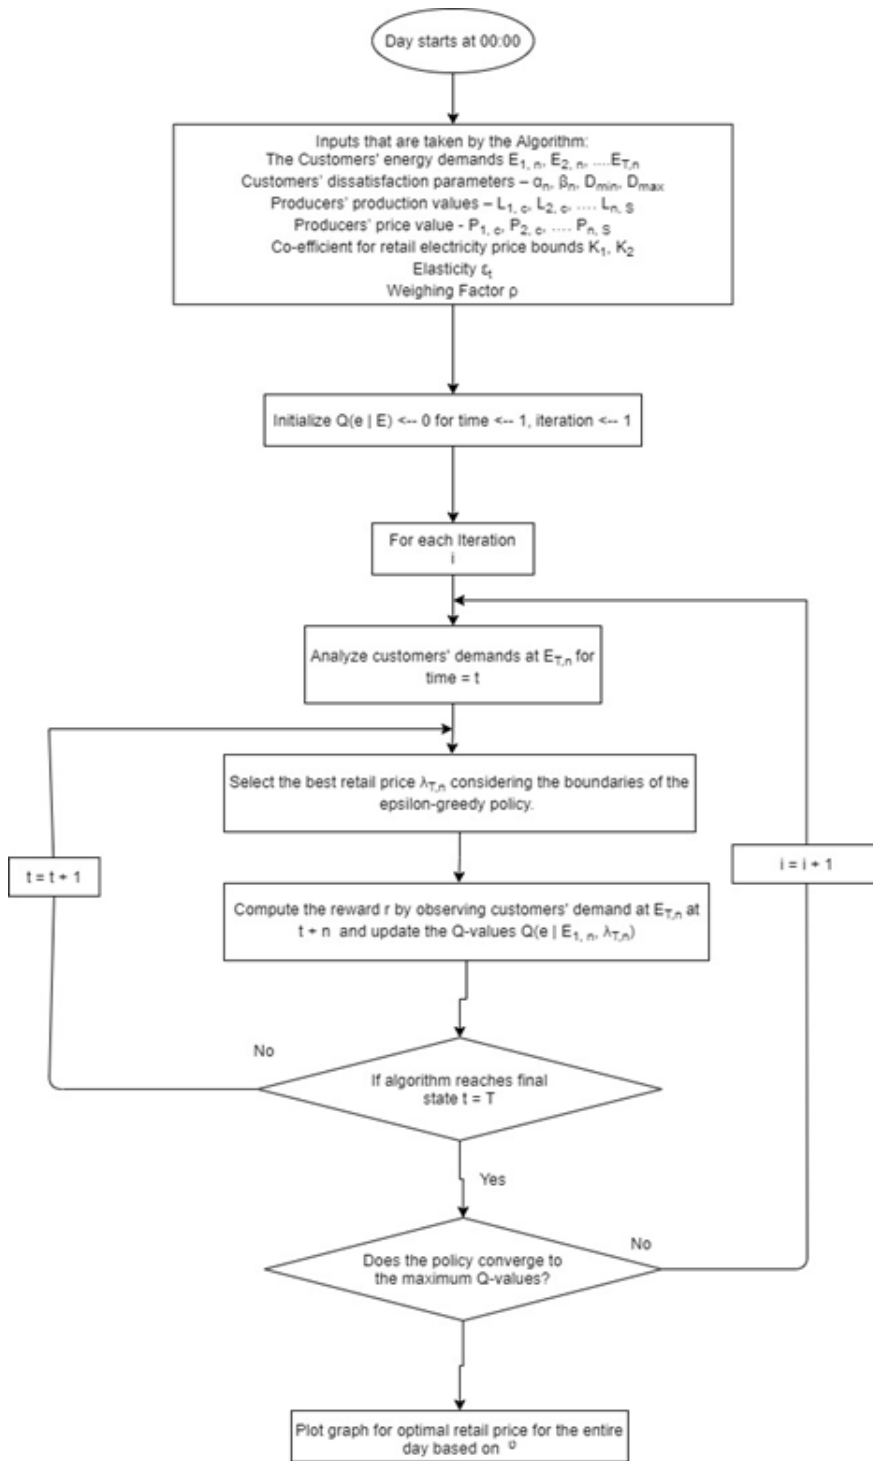 Day starts at 00:00
Inputs that are taken by the Algorithm:
The Customers' energy demands E1, n, E2, n, ....ET,n
Customers' dissatisfaction parameters – αn, βn, Dmin, Dmax
Producers' production values – L1, c, L2, c, .... Ln, S
Producers' price value - P1, c, P2, c, .... Pn, S
Co-efficient for retail electricity price bounds K1, K2
Elasticity εt
Weighing Factor ρ
Initialize Q(e | E) <-- 0 for time <-- 1, iteration <-- 1
For each Iteration
i
Analyze customers' demands at ET,n for
time = t
Select the best retail price λT,n considering the boundaries of the
epsilon-greedy policy.
t = t + 1
i = i + 1
Compute the reward r by observing customers' demand at ET,n at
t + n and update the Q-values Q(e | E1, n, λT,n)
No
If algorithm reaches final
state t = T
Yes
No
Does the policy converge to
the maximum Q-values?
Plot graph for optimal retail price for the entire
day based on